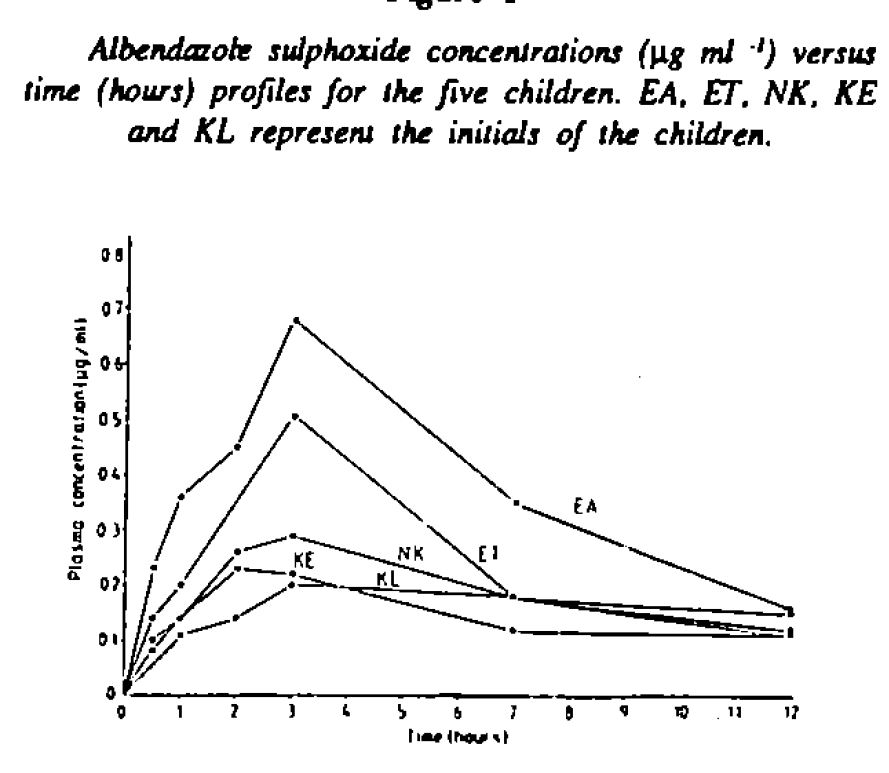 Albendazole sulphoxide concentrations (μg ml -1) versus
time (hours) profiles for the five children. EA, ET, NK, KE
and KL represent the initials of the children.
0.8
0.7
0.6
0.5
0.4
0.3
0.2
0.1
0
Plasma concentration (μg/ml)
EA
ET
NK
KE
KL
0 1 2 3 4 5 6 7 8 9 10 11 12
Time (hours)